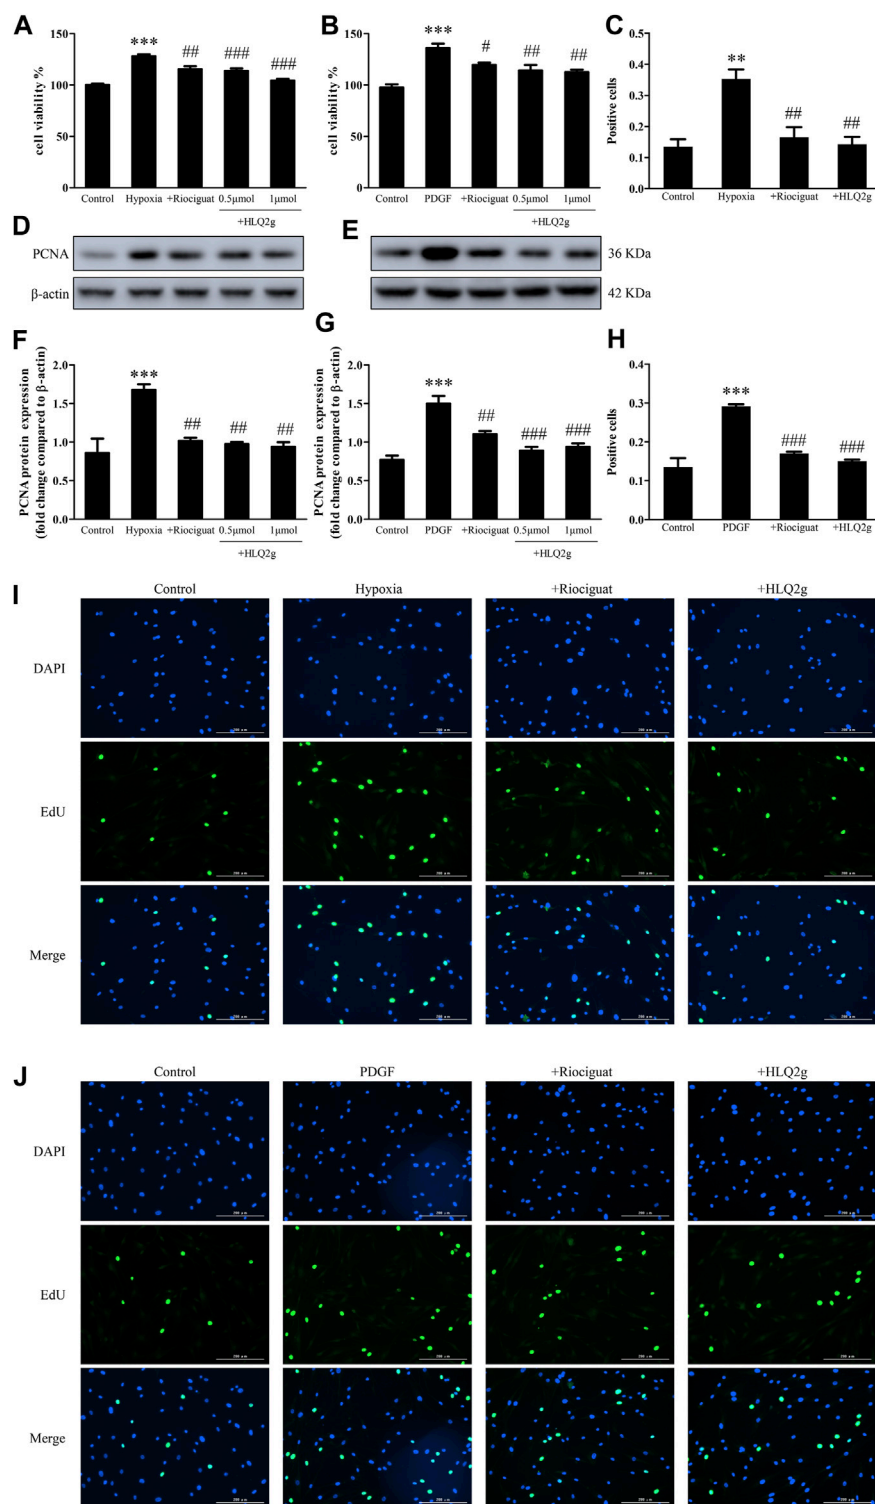 A
B
C
cell viability %
150
100
50
0
***
##
###
###
Control
Hypoxia
+Riociguat
0.5μmol
1μmol
+HLQ2g
cell viability %
150
100
50
0
***
#
##
##
Control
PDGF
+Riociguat
0.5μmol
1μmol
+HLQ2g
Positive cells
0.5
0.4
0.3
0.2
0.1
0.0
**
##
##
Control
Hypoxia
+Riociguat
+HLQ2g
D
E
PCNA
36 KDa
β-actin
42 KDa
F
G
H
PCNA protein expression
(fold change compared to β-actin)
2.0
1.5
1.0
0.5
0.0
***
##
##
##
Control
Hypoxia
+Riociguat
0.5μmol
1μmol
+HLQ2g
PCNA protein expression
(fold change compared to β-actin)
2.0
1.5
1.0
0.5
0.0
***
##
###
###
Control
PDGF
+Riociguat
0.5μmol
1μmol
+HLQ2g
Positive cells
0.4
0.3
0.2
0.1
0.0
***
###
###
Control
PDGF
+Riociguat
+HLQ2g
I
Control
Hypoxia
+Riociguat
+HLQ2g
DAPI
EdU
Merge
J
Control
PDGF
+Riociguat
+HLQ2g
DAPI
EdU
Merge